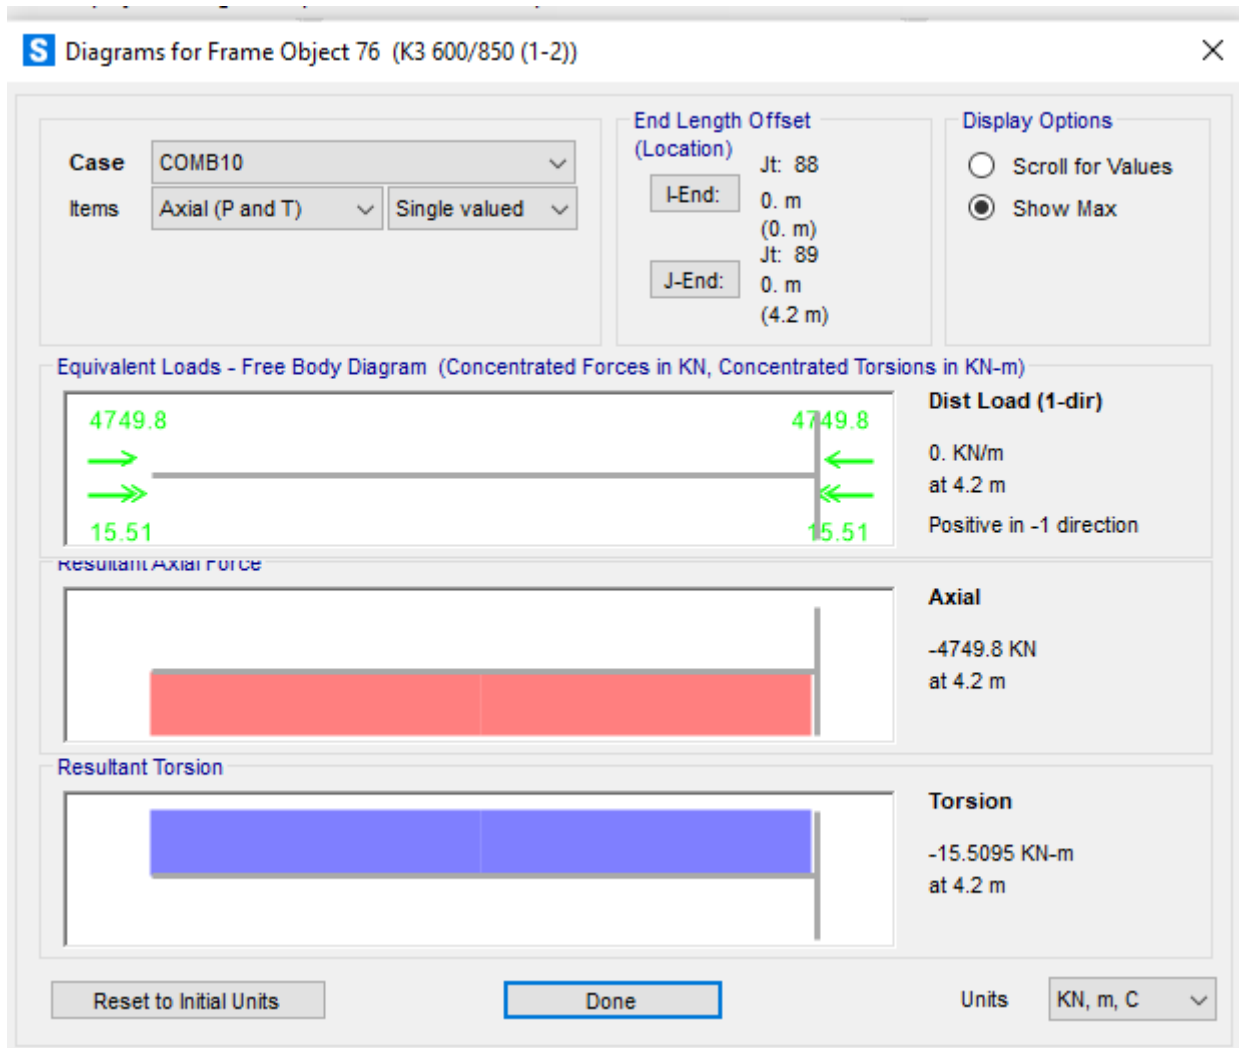 S Diagrams for Frame Object 76 (K3 600/850 (1-2))
Case COMB10
Items Axial (P and T) Single valued
End Length Offset
(Location)
Jt: 88
I-End: 0. m
(0. m)
Jt: 89
J-End: 0. m
(4.2 m)
Display Options
Scroll for Values
Show Max
Equivalent Loads - Free Body Diagram (Concentrated Forces in KN, Concentrated Torsions in KN-m)
4749.8 4749.8
15.51 15.51
Dist Load (1-dir)
0. KN/m
at 4.2 m
Positive in -1 direction
Resultant Axial Force
Axial
-4749.8 KN
at 4.2 m
Resultant Torsion
Torsion
-15.5095 KN-m
at 4.2 m
Reset to Initial Units Done Units KN, m, C